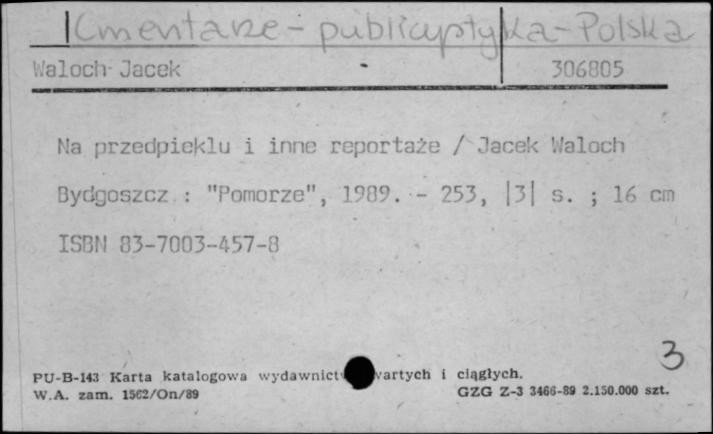 Cmentarze - publicystyka - Polska
Waloch Jacek 306805
Na przedpieklu i inne reportaże / Jacek Waloch
Bydgoszcz : "Pomorze", 1989. - 253, |3| s. ; 16 cm
ISBN 83-7003-457-8
3
PU-B-143 Karta katalogowa wydawnict wartych i ciągłych.
W.A. zam. 1562/On/89 GZG Z-3 3466-89 2.150.000 szt.